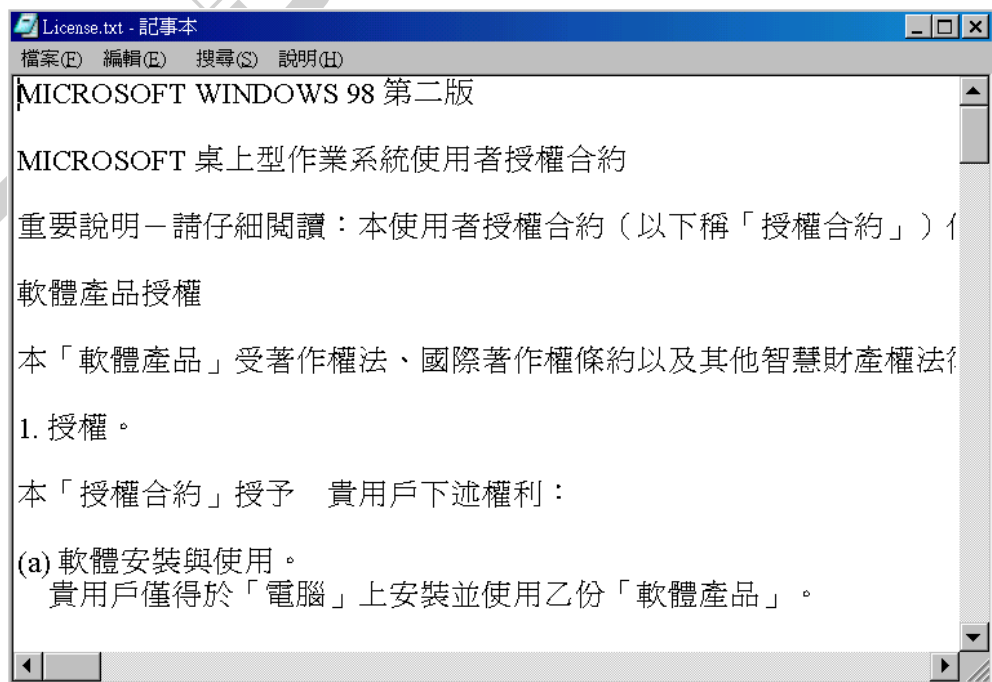 License.txt - 記事本
檔案(F) 編輯(E) 搜尋(S) 說明(H)
MICROSOFT WINDOWS 98 第二版
MICROSOFT 桌上型作業系統使用者授權合約
重要說明－請仔細閱讀：本使用者授權合約（以下稱「授權合約」）
軟體產品授權
本「軟體產品」受著作權法、國際著作權條約以及其他智慧財產權法
1. 授權。
本「授權合約」授予　貴用戶下述權利：
(a) 軟體安裝與使用。
貴用戶僅得於「電腦」上安裝並使用乙份「軟體產品」。